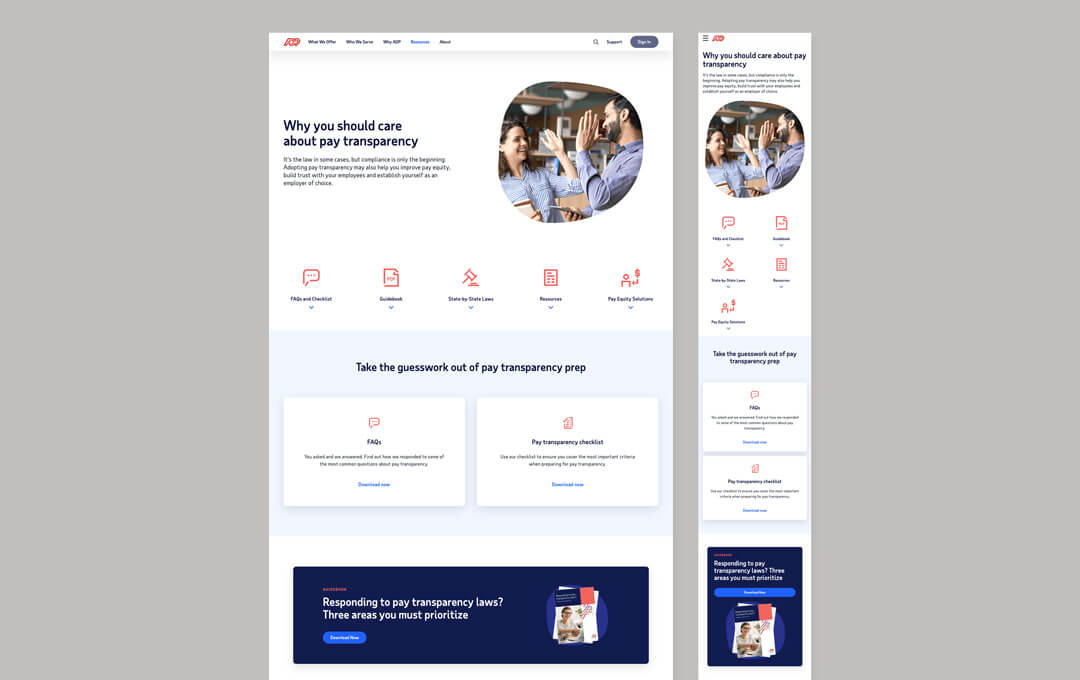 ADP
What We Offer
Who We Serve
Why ADP
Resources
About
Support
Sign In
Why you should care
about pay transparency
It's the law in some cases, but compliance is only the beginning.
Adopting pay transparency may also help you improve pay equity,
build trust with your employees and establish yourself as an
employer of choice.
FAQs and Checklist
PDF
Guidebook
State-by-State Laws
Resources
Pay Equity Solutions
Take the guesswork out of pay transparency prep
FAQs
You asked and we answered. Find out how we responded to some of
the most common questions about pay transparency.
Download now
Pay transparency checklist
Use our checklist to ensure you cover the most important criteria
when preparing for pay transparency.
Download now
GUIDEBOOK
Responding to pay transparency laws?
Three areas you must prioritize
Download Now
ADP
Why you should care about pay
transparency
It's the law in some cases, but compliance is only the
beginning. Adopting pay transparency may also help you
improve pay equity, build trust with your employees and
establish yourself as an employer of choice.
FAQs and Checklist
PDF
Guidebook
State-by-State Laws
Resources
Pay Equity Solutions
Take the guesswork out of pay
transparency prep
FAQs
You asked and we answered. Find out how we responded
to some of the most common questions about pay
transparency.
Download now
Pay transparency checklist
Use our checklist to ensure you cover the most important
criteria when preparing for pay transparency.
Download now
GUIDEBOOK
Responding to pay
transparency laws? Three
areas you must prioritize
Download Now